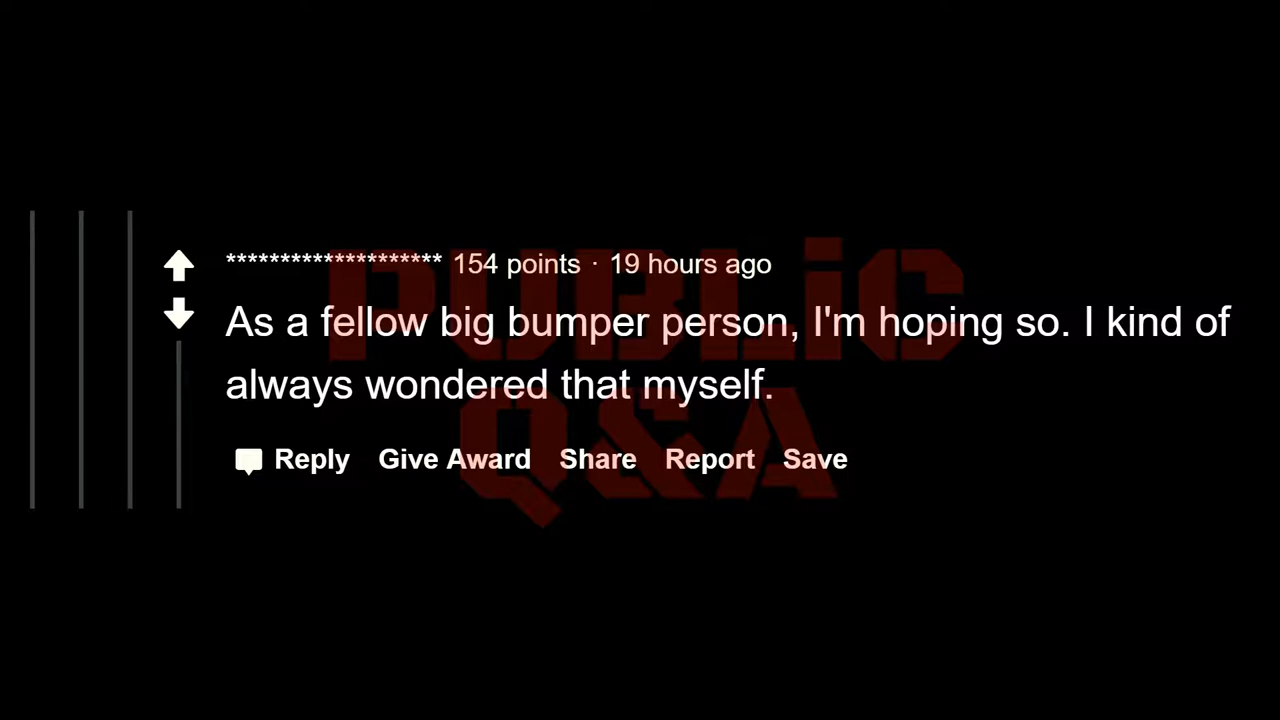 ******************** 154 points · 19 hours ago
As a fellow big bumper person, I'm hoping so. I kind of
always wondered that myself.
Reply Give Award Share Report Save
PUBLiC
Q&A